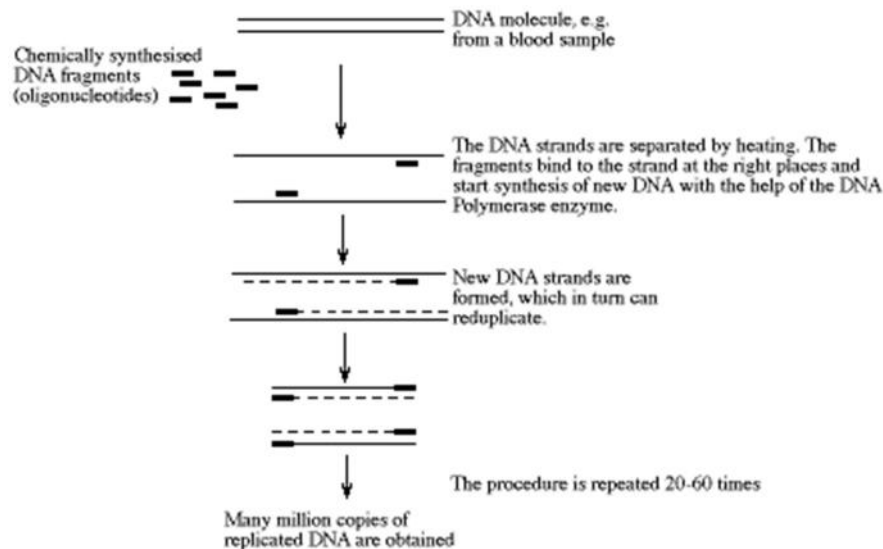 DNA molecule, e.g.
from a blood sample
Chemically synthesised
DNA fragments
(oligonucleotides)
The DNA strands are separated by heating. The
fragments bind to the strand at the right places and
start synthesis of new DNA with the help of the DNA
Polymerase enzyme.
New DNA strands are
formed, which in turn can
reduplicate.
The procedure is repeated 20-60 times
Many million copies of
replicated DNA are obtained